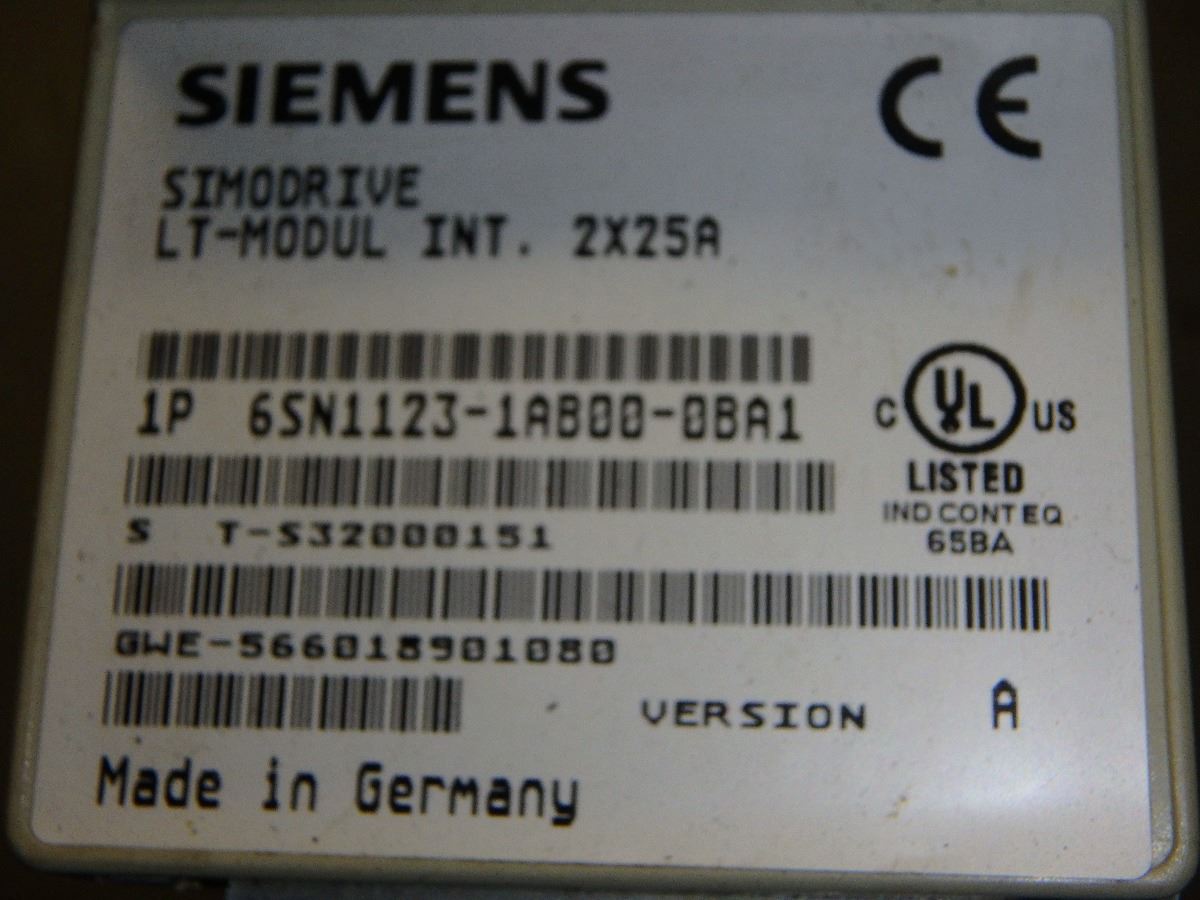 SIEMENS
CE
SIMODRIVE
LT-MODUL INT. 2X25A
1P 6SN1123-1AB00-0BA1
C UL US
LISTED
IND CONT EQ
65BA
S T-S32000151
GWE-566018901080
VERSION A
Made in Germany